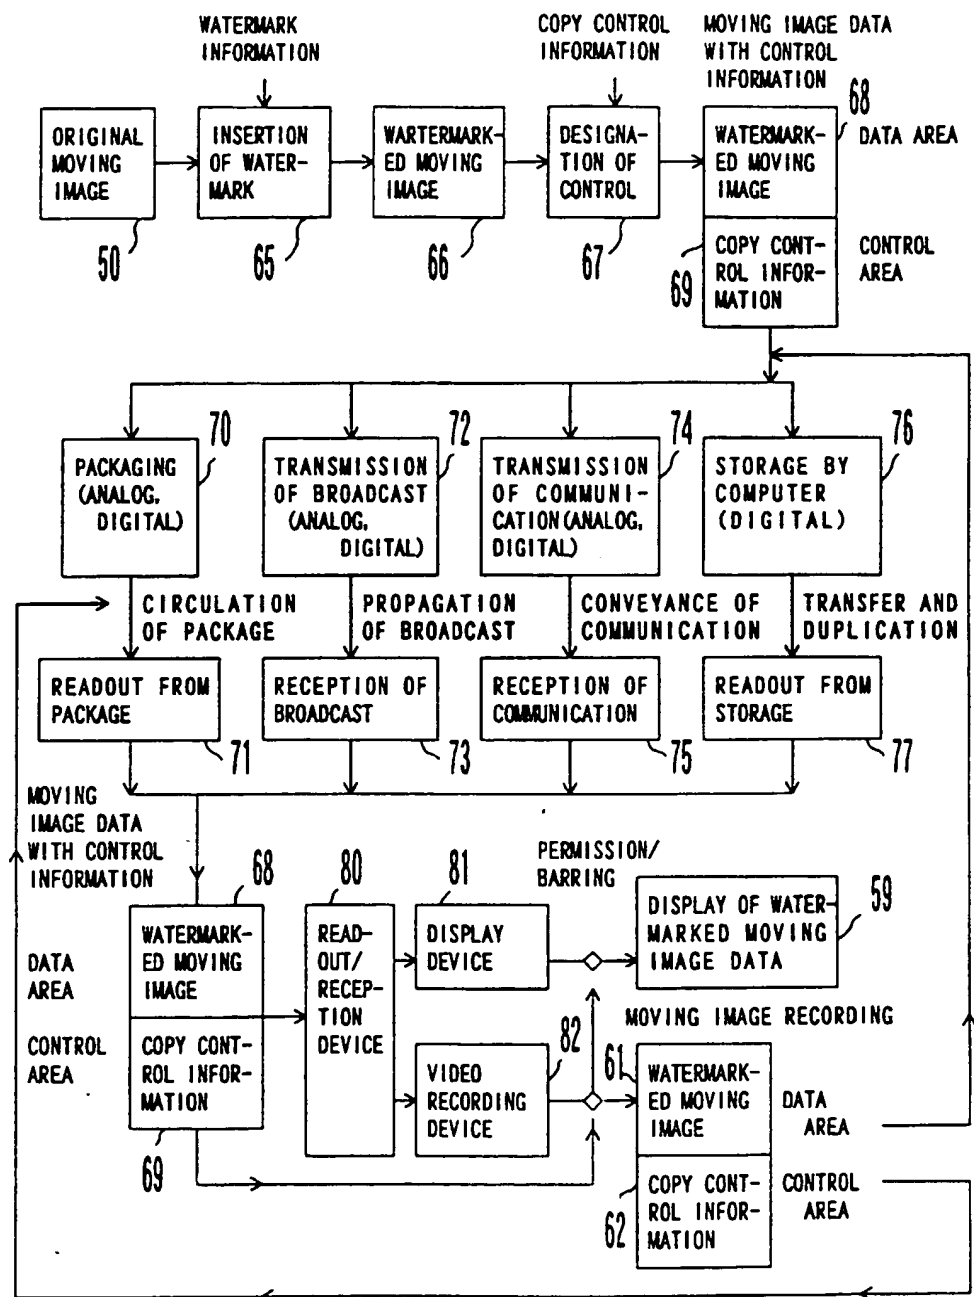 WATERMARK
INFORMATION
COPY CONTROL
INFORMATION
MOVING IMAGE DATA
WITH CONTROL
INFORMATION
ORIGINAL
MOVING
IMAGE
50
INSERTION
OF WATER-
MARK
65
WARTERMARK-
ED MOVING
IMAGE
66
DESIGNA-
TION OF
CONTROL
67
WATERMARK-
ED MOVING
IMAGE
68
DATA AREA
COPY CONT-
ROL INFOR-
MATION
69
CONTROL
AREA
PACKAGING
(ANALOG,
DIGITAL)
70
TRANSMISSION
OF BROADCAST
(ANALOG,
DIGITAL)
72
TRANSMISSION
OF COMMUNI-
CATION(ANALOG,
DIGITAL)
74
STORAGE BY
COMPUTER
(DIGITAL)
76
CIRCULATION
OF PACKAGE
PROPAGATION
OF BROADCAST
CONVEYANCE OF
COMMUNICATION
TRANSFER AND
DUPLICATION
READOUT FROM
PACKAGE
71
RECEPTION OF
BROADCAST
73
RECEPTION OF
COMMUNICATION
75
READOUT FROM
STORAGE
77
MOVING
IMAGE DATA
WITH CONTROL
INFORMATION
68
WATERMARK-
ED MOVING
IMAGE
DATA
AREA
COPY CONT-
ROL INFOR-
MATION
CONTROL
AREA
69
80
READ-
OUT/
RECEP-
TION
DEVICE
81
DISPLAY
DEVICE
VIDEO
RECORDING
DEVICE
82
PERMISSION/
BARRING
DISPLAY OF WATER-
MARKED MOVING
IMAGE DATA
59
MOVING IMAGE RECORDING
61
WATERMARK-
ED MOVING
IMAGE
DATA
AREA
COPY CONT-
ROL INFOR-
MATION
62
CONTROL
AREA